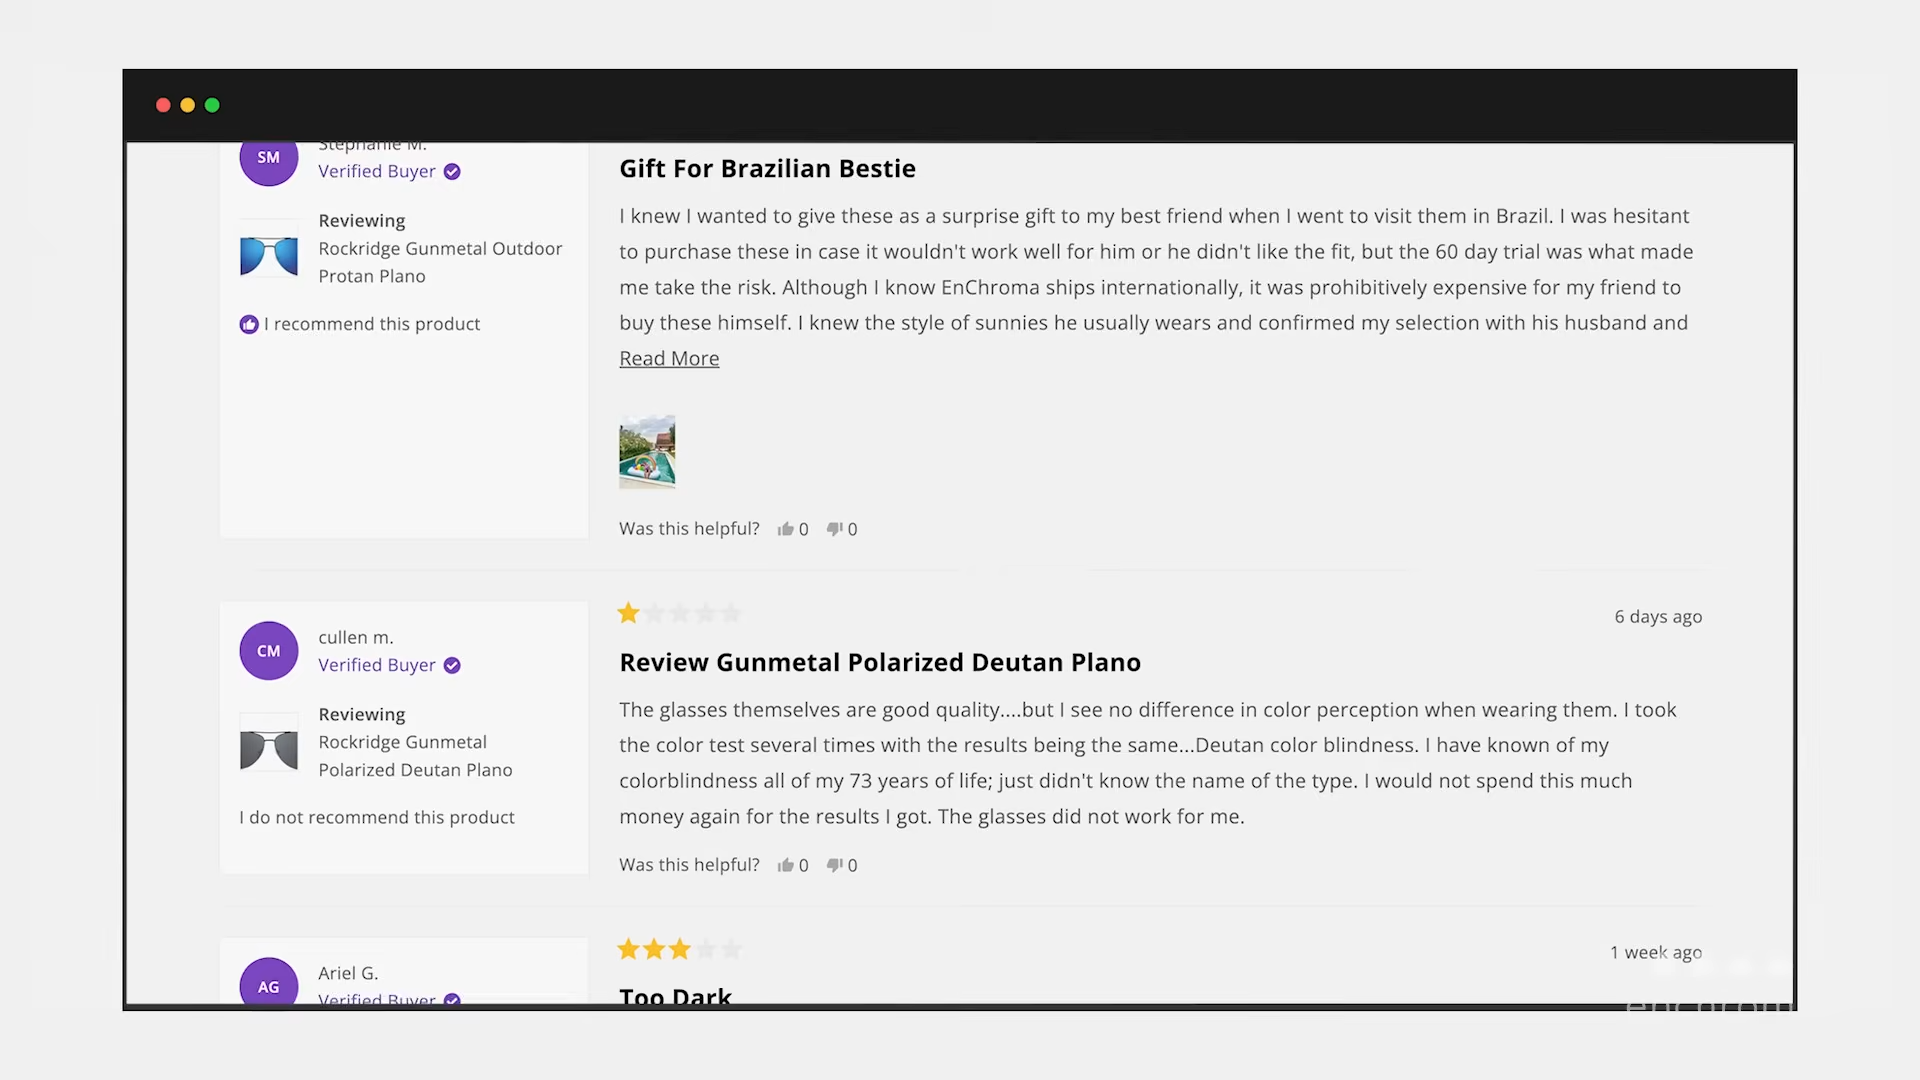 Stephanie M.
SM
Verified Buyer
Reviewing
Rockridge Gunmetal Outdoor
Protan Plano
I recommend this product
Gift For Brazilian Bestie
I knew I wanted to give these as a surprise gift to my best friend when I went to visit them in Brazil. I was hesitant
to purchase these in case it wouldn't work well for him or he didn't like the fit, but the 60 day trial was what made
me take the risk. Although I know EnChroma ships internationally, it was prohibitively expensive for my friend to
buy these himself. I knew the style of sunnies he usually wears and confirmed my selection with his husband and
Read More
Was this helpful? 0 0
CM
cullen m.
Verified Buyer
Reviewing
Rockridge Gunmetal
Polarized Deutan Plano
I do not recommend this product
6 days ago
Review Gunmetal Polarized Deutan Plano
The glasses themselves are good quality....but I see no difference in color perception when wearing them. I took
the color test several times with the results being the same...Deutan color blindness. I have known of my
colorblindness all of my 73 years of life; just didn't know the name of the type. I would not spend this much
money again for the results I got. The glasses did not work for me.
Was this helpful? 0 0
AG
Ariel G.
Verified Buyer
1 week ago
Too Dark